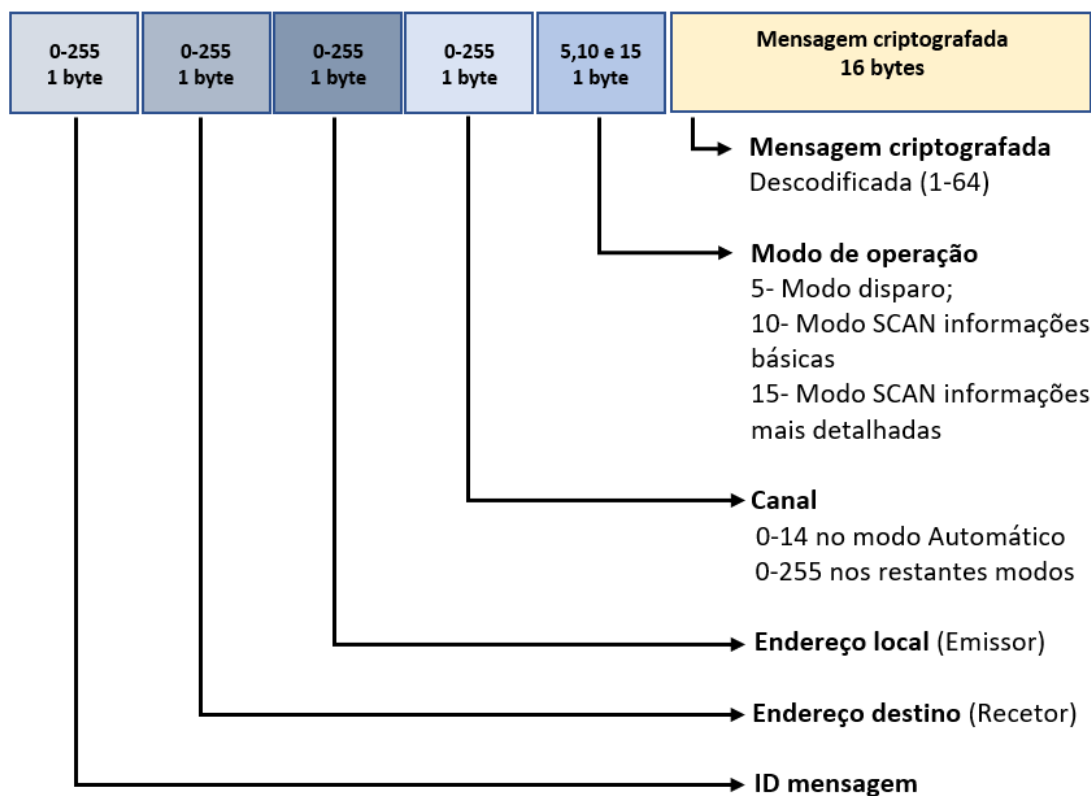 0-255
1 byte
0-255
1 byte
0-255
1 byte
0-255
1 byte
5,10 e 15
1 byte
Mensagem criptografada
16 bytes
Mensagem criptografada
Descodificada (1-64)
Modo de operação
5- Modo disparo;
10- Modo SCAN informações
básicas
15- Modo SCAN informações
mais detalhadas
Canal
0-14 no modo Automático
0-255 nos restantes modos
Endereço local (Emissor)
Endereço destino (Recetor)
ID mensagem